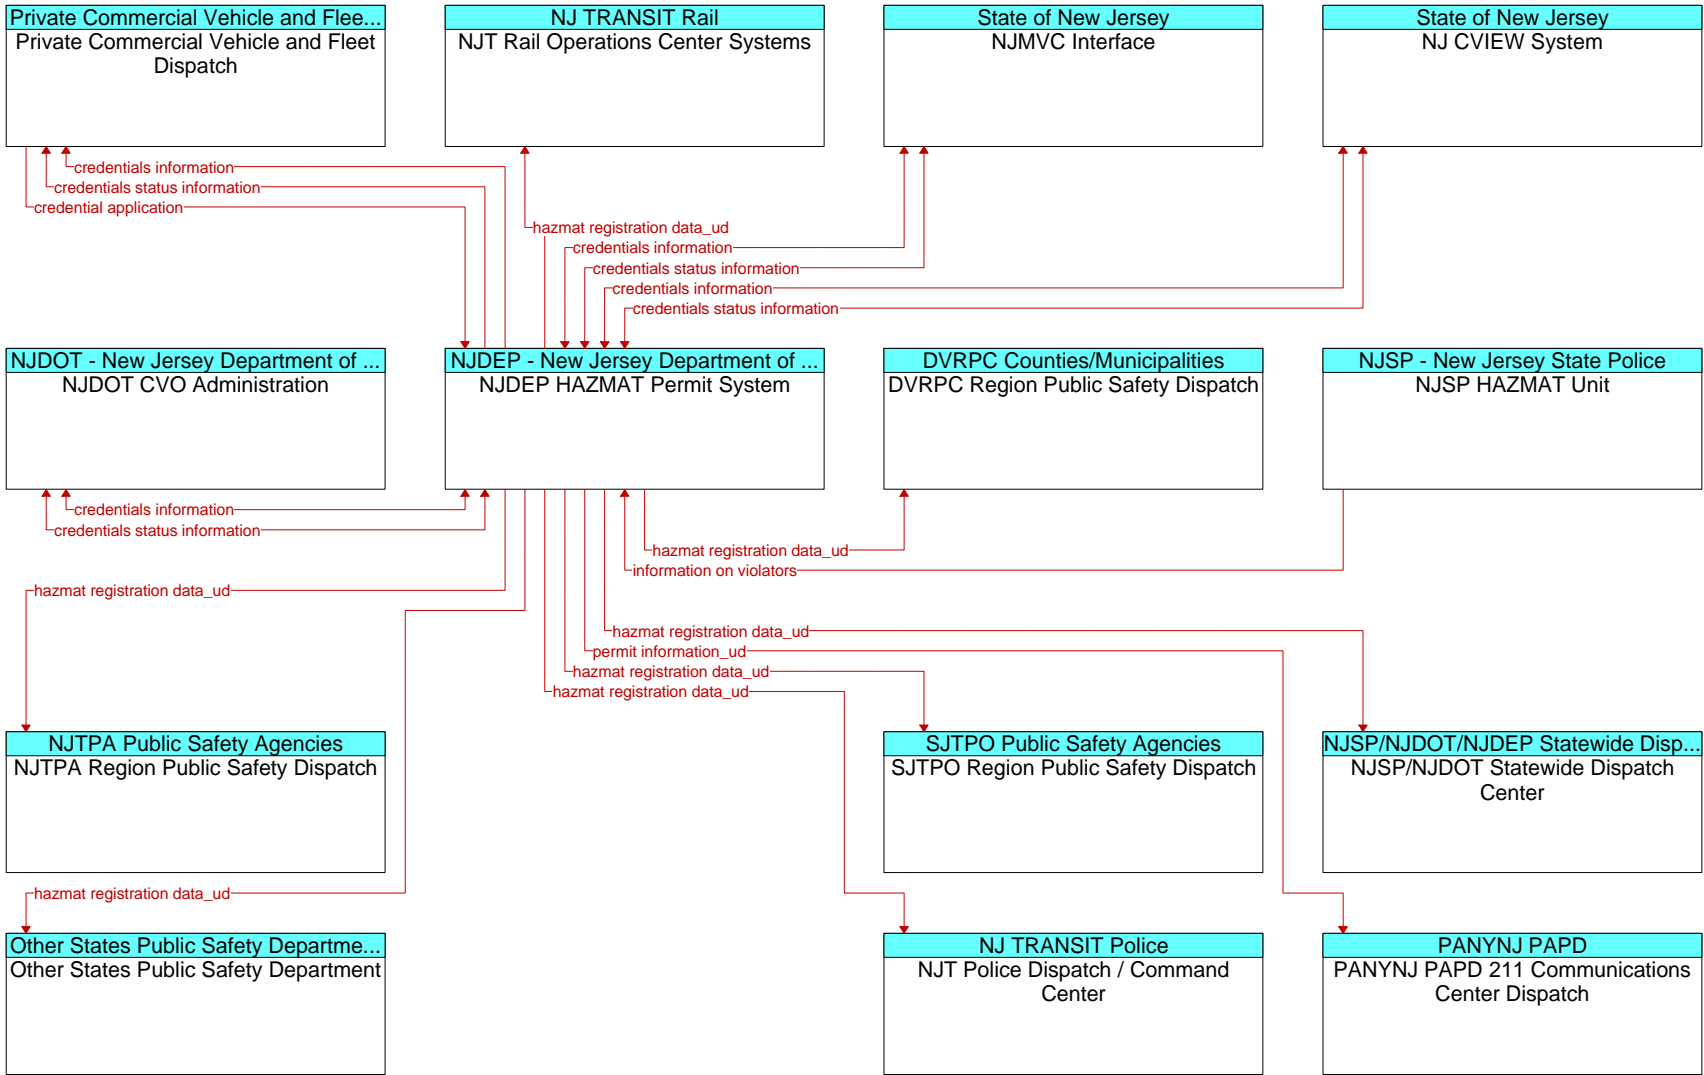 Private Commercial Vehicle and Flee...
Private Commercial Vehicle and Fleet
Dispatch
NJ TRANSIT Rail
NJT Rail Operations Center Systems
State of New Jersey
NJMVC Interface
State of New Jersey
NJ CVIEW System
credentials information
credentials status information
credential application
hazmat registration data_ud
credentials information
credentials status information
credentials information
credentials status information
NJDOT - New Jersey Department of ...
NJDOT CVO Administration
NJDEP - New Jersey Department of ...
NJDEP HAZMAT Permit System
DVRPC Counties/Municipalities
DVRPC Region Public Safety Dispatch
NJSP - New Jersey State Police
NJSP HAZMAT Unit
credentials information
credentials status information
hazmat registration data_ud
information on violators
hazmat registration data_ud
hazmat registration data_ud
permit information_ud
hazmat registration data_ud
hazmat registration data_ud
NJTPA Public Safety Agencies
NJTPA Region Public Safety Dispatch
SJTPO Public Safety Agencies
SJTPO Region Public Safety Dispatch
NJSP/NJDOT/NJDEP Statewide Disp...
NJSP/NJDOT Statewide Dispatch
Center
hazmat registration data_ud
Other States Public Safety Departme...
Other States Public Safety Department
NJ TRANSIT Police
NJT Police Dispatch / Command
Center
PANYNJ PAPD
PANYNJ PAPD 211 Communications
Center Dispatch